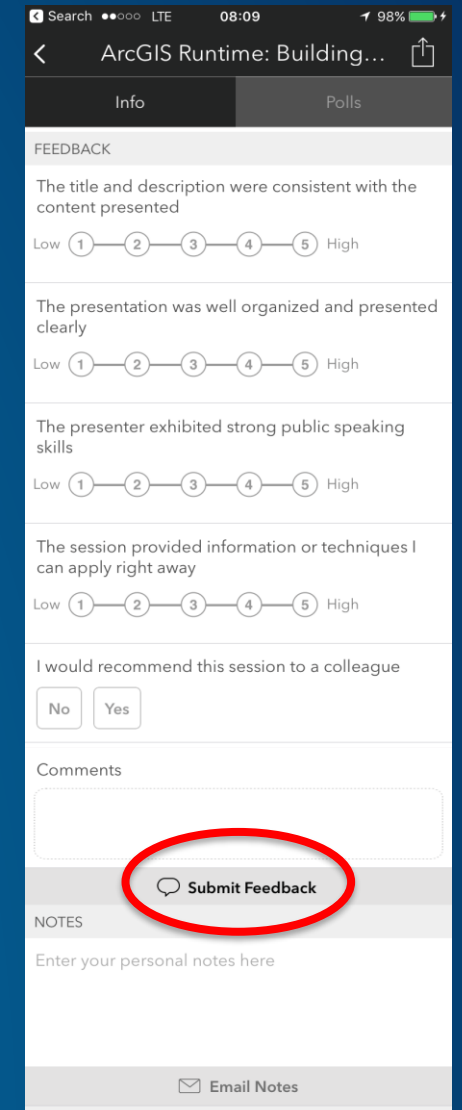 Search LTE 08:09 98%
ArcGIS Runtime: Building...
Info Polls
FEEDBACK
The title and description were consistent with the
content presented
Low 1 2 3 4 5 High
The presentation was well organized and presented
clearly
Low 1 2 3 4 5 High
The presenter exhibited strong public speaking
skills
Low 1 2 3 4 5 High
The session provided information or techniques I
can apply right away
Low 1 2 3 4 5 High
I would recommend this session to a colleague
No Yes
Comments
Submit Feedback
NOTES
Enter your personal notes here
Email Notes